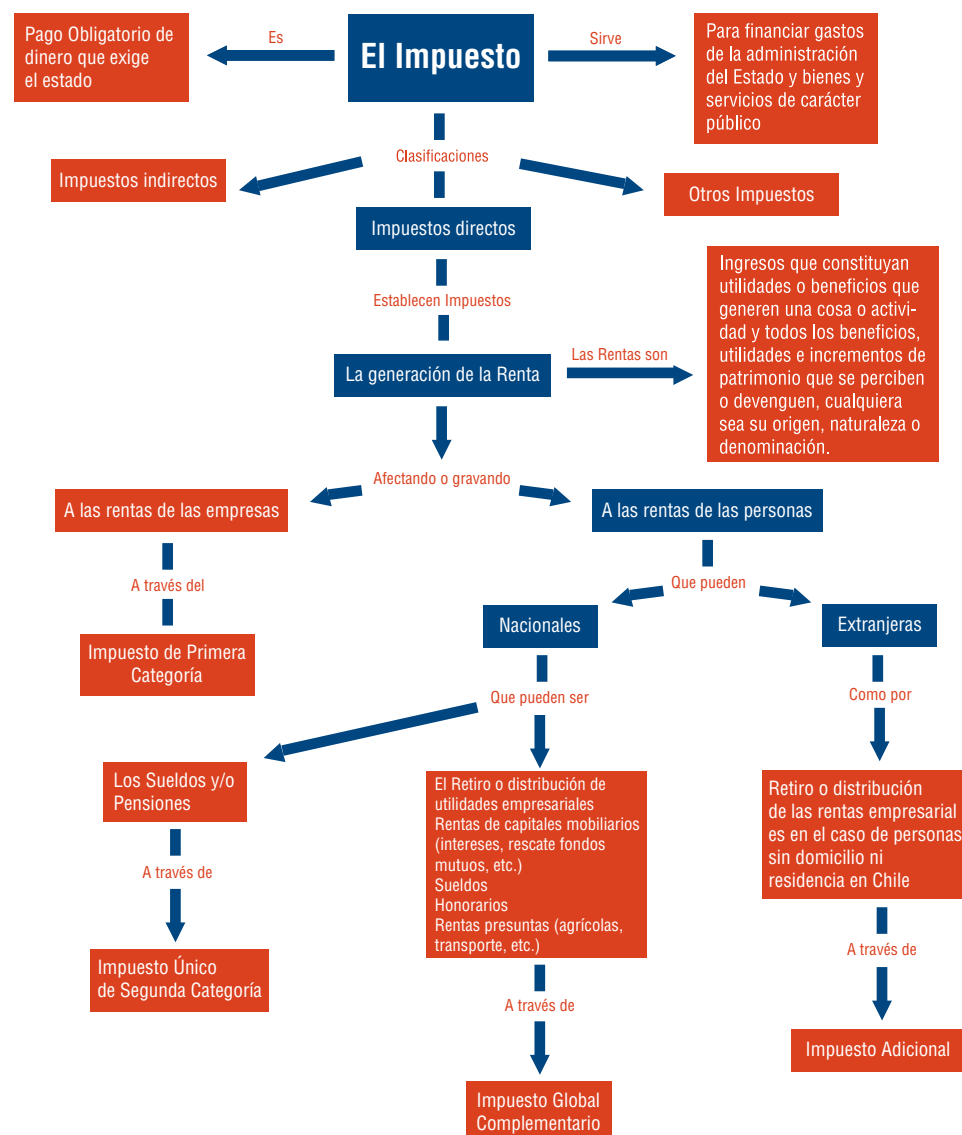 Pago Obligatorio de
dinero que exige
el estado
Es
El Impuesto
Sirve
Para financiar gastos
de la administración
del Estado y bienes y
servicios de carácter
público
Clasificaciones
Impuestos indirectos
Otros Impuestos
Impuestos directos
Establecen Impuestos
La generación de la Renta
Las Rentas son
Ingresos que constituyan
utilidades o beneficios que
generen una cosa o activi-
dad y todos los beneficios,
utilidades e incrementos de
patrimonio que se perciben
o devenguen, cualquiera
sea su origen, naturaleza o
denominación.
Afectando o gravando
A las rentas de las empresas
A las rentas de las personas
A través del
Que pueden
Impuesto de Primera
Categoría
Nacionales
Extranjeras
Que pueden ser
Como por
Los Sueldos y/o
Pensiones
El Retiro o distribución de
utilidades empresariales
Rentas de capitales mobiliarios
(intereses, rescate fondos
mutuos, etc.)
Sueldos
Honorarios
Rentas presuntas (agrícolas,
transporte, etc.)
Retiro o distribución
de las rentas empresarial
es en el caso de personas
sin domicilio ni
residencia en Chile
A través de
Impuesto Único
de Segunda Categoría
A través de
Impuesto Global
Complementario
A través de
Impuesto Adicional